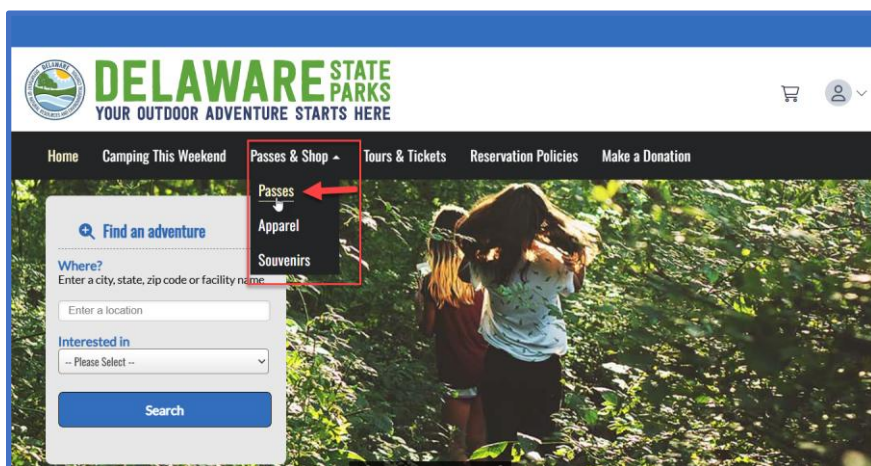 DELAWARE STATE PARKS
YOUR OUTDOOR ADVENTURE STARTS HERE
Home Camping This Weekend Passes & Shop Tours & Tickets Reservation Policies Make a Donation
Passes
Apparel
Souvenirs
Find an adventure
Where?
Enter a city, state, zip code or facility name
Enter a location
Interested in
-- Please Select --
Search